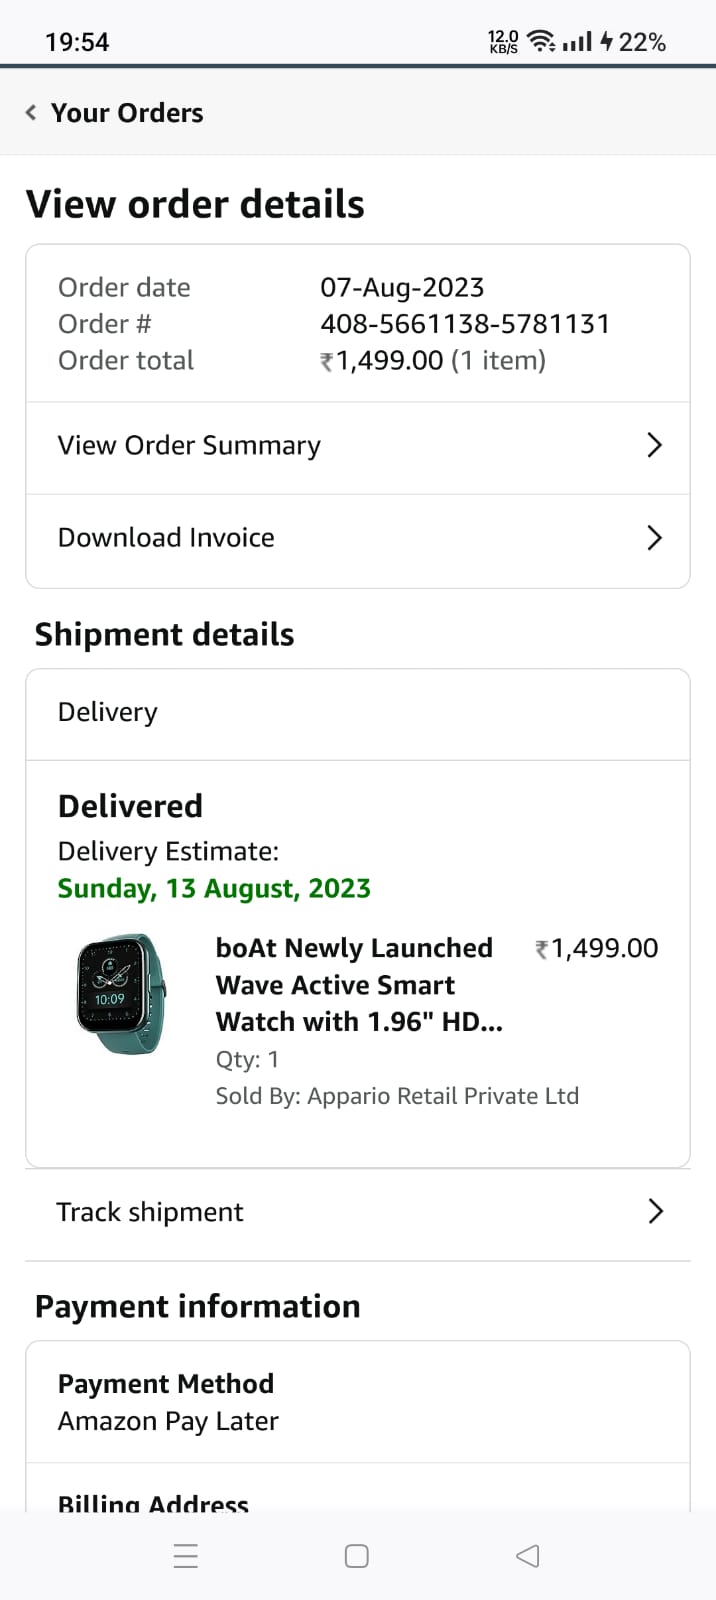 19:54
12.0 KB/S 22%
Your Orders
View order details
Order date 07-Aug-2023
Order # 408-5661138-5781131
Order total ₹1,499.00 (1 item)
View Order Summary
Download Invoice
Shipment details
Delivery
Delivered
Delivery Estimate:
Sunday, 13 August, 2023
boAt Newly Launched ₹1,499.00
Wave Active Smart
Watch with 1.96" HD...
10:09
Qty: 1
Sold By: Appario Retail Private Ltd
Track shipment
Payment information
Payment Method
Amazon Pay Later
Billing Address